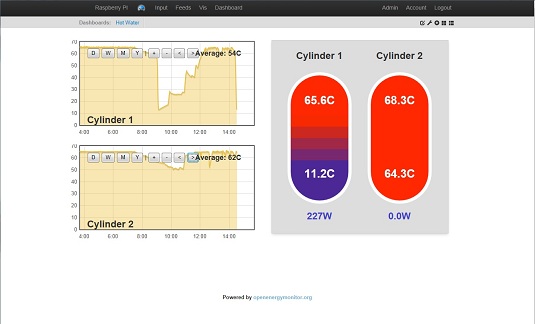 Raspberry PI Input Feeds Vis Dashboard Admin Account Logout
Dashboards: Hot Water
70
60
50
40
30
20
10
0
D W M Y + - < > Average: 54C
Cylinder 1
4:00 6:00 8:00 10:00 12:00 14:00
70
60
50
40
30
20
10
0
D W M Y + - < > Average: 62C
Cylinder 2
4:00 6:00 8:00 10:00 12:00 14:00
Cylinder 1 Cylinder 2
65.6C 68.3C
11.2C 64.3C
227W 0.0W
Powered by openenergymonitor.org